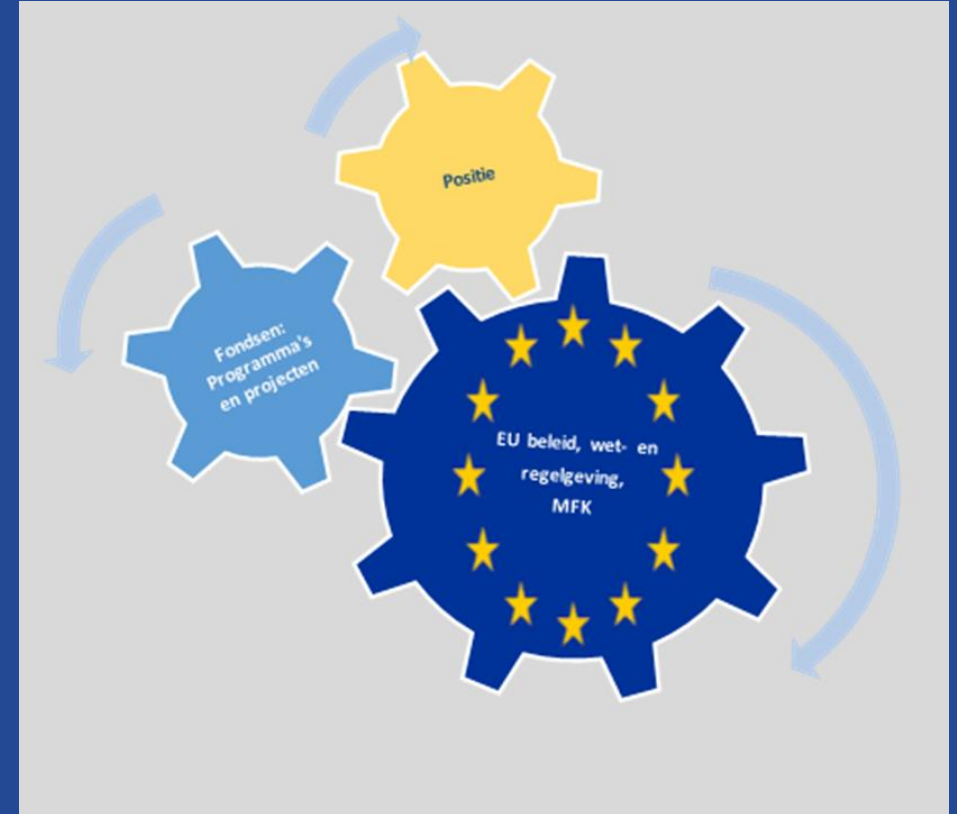 Positie
Fondsen:
Programma's
en projecten
EU beleid, wet- en
regelgeving,
MFK